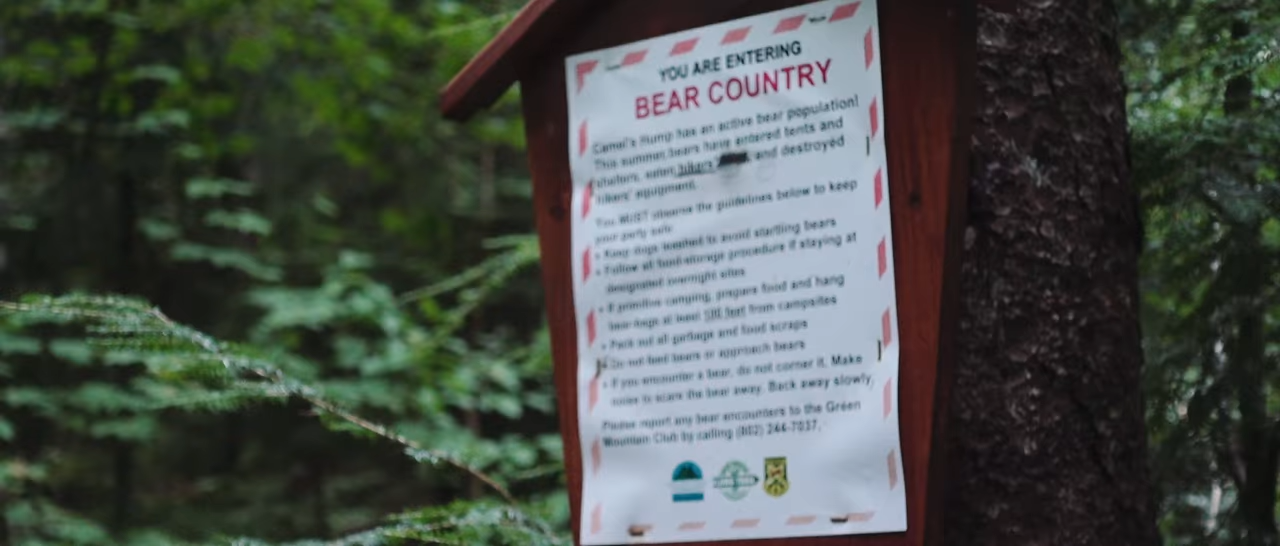 YOU ARE ENTERING
BEAR COUNTRY
Camel's Hump has an active bear population!
This summer, bears have entered tents and
shelters, eaten hikers' and destroyed
hikers' equipment.
You MUST observe the guidelines below to keep
your party safe:
• Keep dogs leashed to avoid startling bears
• Follow all food-storage procedure if staying at
designated overnight sites
• If primitive camping, prepare food and hang
bear-bags at least 100 feet from campsites
• Pack out all garbage and food scraps
• Do not feed bears or approach bears
• If you encounter a bear, do not corner it. Make
noise to scare the bear away. Back away slowly.
Please report any bear encounters to the Green
Mountain Club by calling (802) 244-7037.